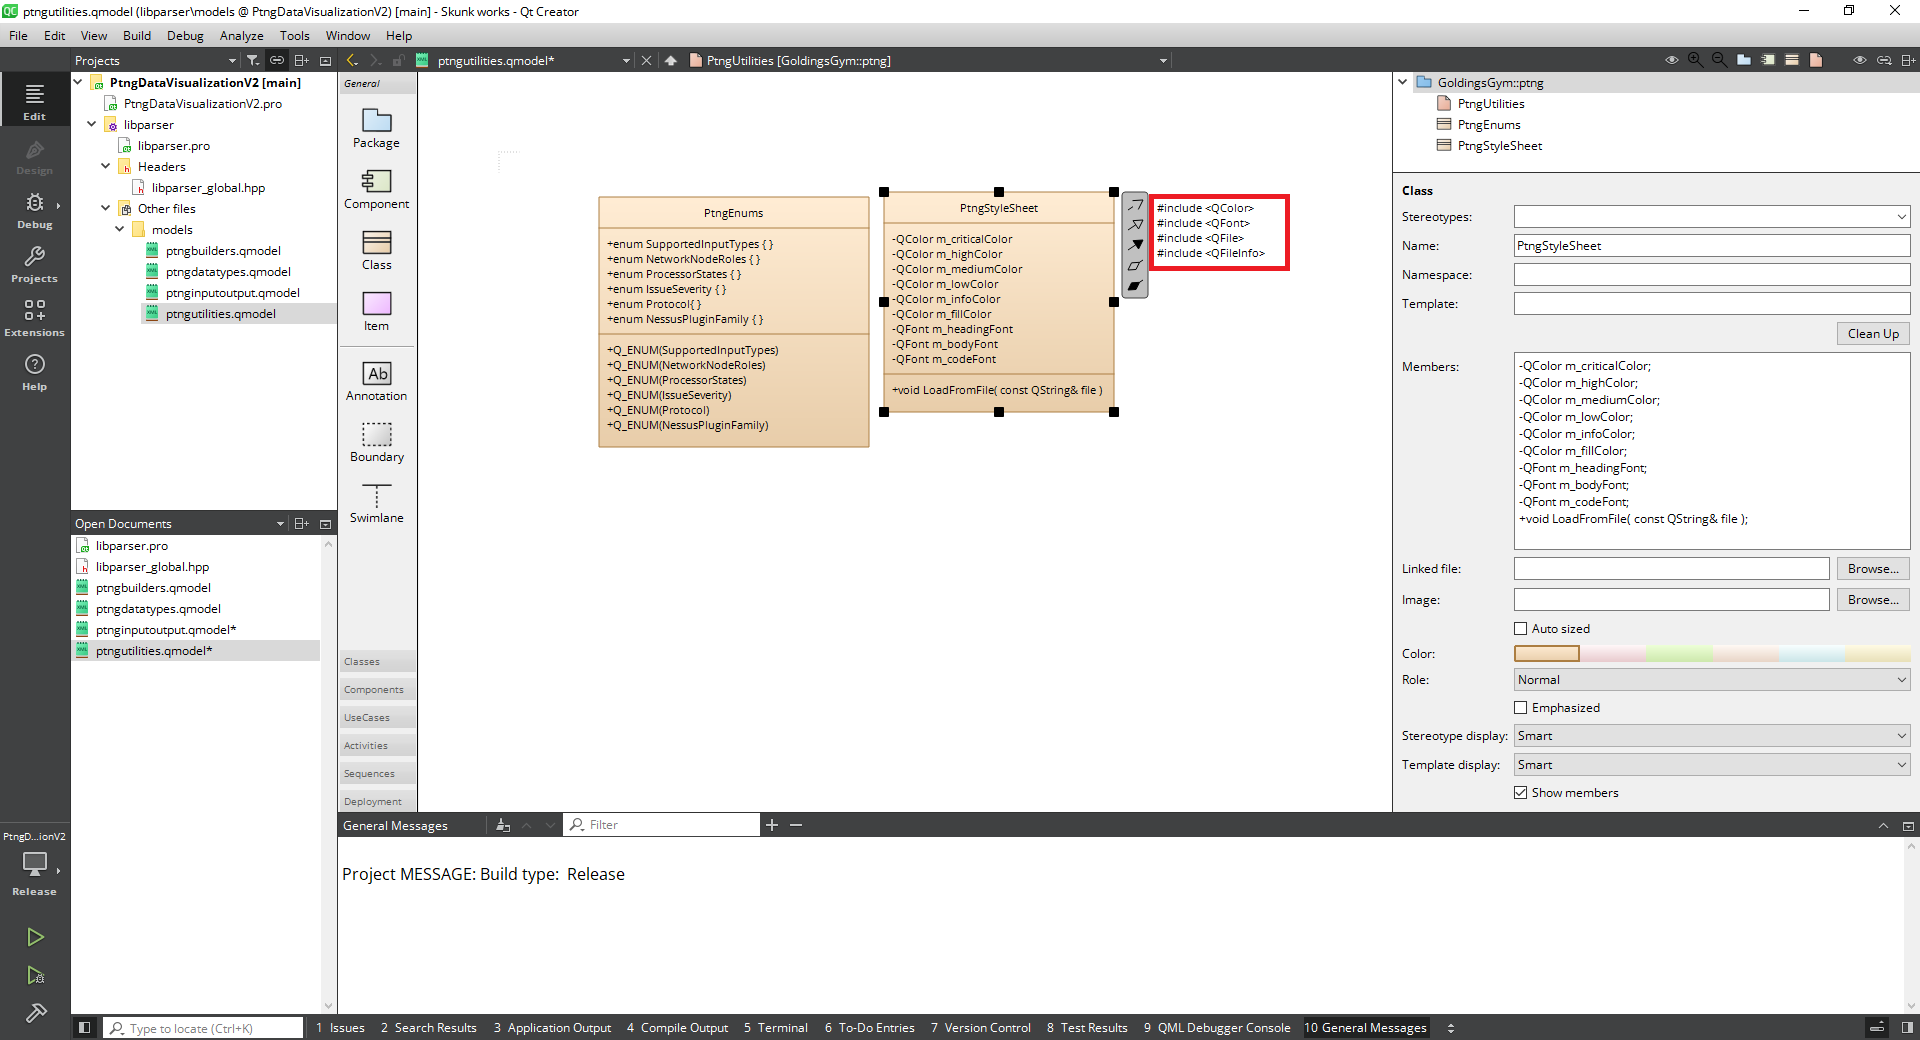 ptngutilities.qmodel (libparser\models @ PtngDataVisualizationV2) [main] - Skunk works - Qt Creator
File Edit View Build Debug Analyze Tools Window Help
Projects
ptngutilities.qmodel*
PtngUtilities [GoldingsGym::ptng]
Edit
Design
Debug
Projects
Extensions
Help
PtngD...ionV2
Release
PtngDataVisualizationV2 [main]
PtngDataVisualizationV2.pro
libparser
libparser.pro
Headers
libparser_global.hpp
Other files
models
ptngbuilders.qmodel
ptngdatatypes.qmodel
ptnginputoutput.qmodel
ptngutilities.qmodel
Open Documents
libparser.pro
libparser_global.hpp
ptngbuilders.qmodel
ptngdatatypes.qmodel
ptnginputoutput.qmodel*
ptngutilities.qmodel*
General
Package
Component
Class
Item
Ab
Annotation
Boundary
Swimlane
Classes
Components
UseCases
Activities
Sequences
Deployment
PtngEnums
+enum SupportedInputTypes { }
+enum NetworkNodeRoles { }
+enum ProcessorStates { }
+enum IssueSeverity { }
+enum Protocol{ }
+enum NessusPluginFamily { }
+Q_ENUM(SupportedInputTypes)
+Q_ENUM(NetworkNodeRoles)
+Q_ENUM(ProcessorStates)
+Q_ENUM(IssueSeverity)
+Q_ENUM(Protocol)
+Q_ENUM(NessusPluginFamily)
PtngStyleSheet
-QColor m_criticalColor
-QColor m_highColor
-QColor m_mediumColor
-QColor m_lowColor
-QColor m_infoColor
-QColor m_fillColor
-QFont m_headingFont
-QFont m_bodyFont
-QFont m_codeFont
+void LoadFromFile( const QString& file )
#include <QColor>
#include <QFont>
#include <QFile>
#include <QFileInfo>
GoldingsGym::ptng
PtngUtilities
PtngEnums
PtngStyleSheet
Class
Stereotypes:
Name: PtngStyleSheet
Namespace:
Template:
Clean Up
Members:
-QColor m_criticalColor;
-QColor m_highColor;
-QColor m_mediumColor;
-QColor m_lowColor;
-QColor m_infoColor;
-QColor m_fillColor;
-QFont m_headingFont;
-QFont m_bodyFont;
-QFont m_codeFont;
+void LoadFromFile( const QString& file );
Linked file: Browse...
Image: Browse...
Auto sized
Color:
Role: Normal
Emphasized
Stereotype display: Smart
Template display: Smart
Show members
General Messages
Filter
Project MESSAGE: Build type: Release
Type to locate (Ctrl+K)
1 Issues 2 Search Results 3 Application Output 4 Compile Output 5 Terminal 6 To-Do Entries 7 Version Control 8 Test Results 9 QML Debugger Console 10 General Messages